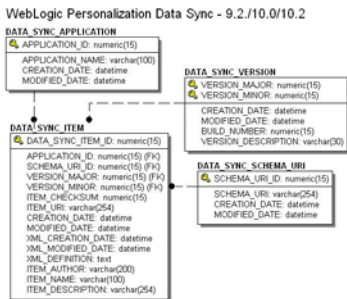 WebLogic Personalization Data Sync - 9.2./10.0/10.2
DATA_SYNC_APPLICATION
APPLICATION_ID: numeric(15)
APPLICATION_NAME: varchar(100)
CREATION_DATE: datetime
MODIFIED_DATE: datetime
DATA_SYNC_VERSION
VERSION_MAJOR: numeric(15)
VERSION_MINOR: numeric(15)
CREATION_DATE: datetime
MODIFIED_DATE: datetime
BUILD_NUMBER: numeric(15)
VERSION_DESCRIPTION: varchar(30)
DATA_SYNC_ITEM
DATA_SYNC_ITEM_ID: numeric(15)
APPLICATION_ID: numeric(15) (FK)
SCHEMA_URI_ID: numeric(15) (FK)
VERSION_MAJOR: numeric(15) (FK)
VERSION_MINOR: numeric(15) (FK)
ITEM_CHECKSUM: numeric(15)
ITEM_URI: varchar(254)
CREATION_DATE: datetime
MODIFIED_DATE: datetime
XML_CREATION_DATE: datetime
XML_MODIFICATION: datetime
XML_DEFINITION: text
ITEM_AUTHOR: varchar(200)
ITEM_NAME: varchar(100)
ITEM_DESCRIPTION: varchar(254)
DATA_SYNC_SCHEMA_URI
SCHEMA_URI_ID: numeric(15)
SCHEMA_URI: varchar(254)
CREATION_DATE: datetime
MODIFIED_DATE: datetime